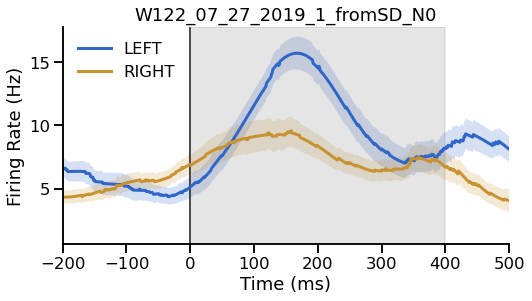 W122_07_27_2019_1_fromSD_N0
LEFT
RIGHT
Firing Rate (Hz)
15
10
5
−200 −100 0 100 200 300 400 500
Time (ms)